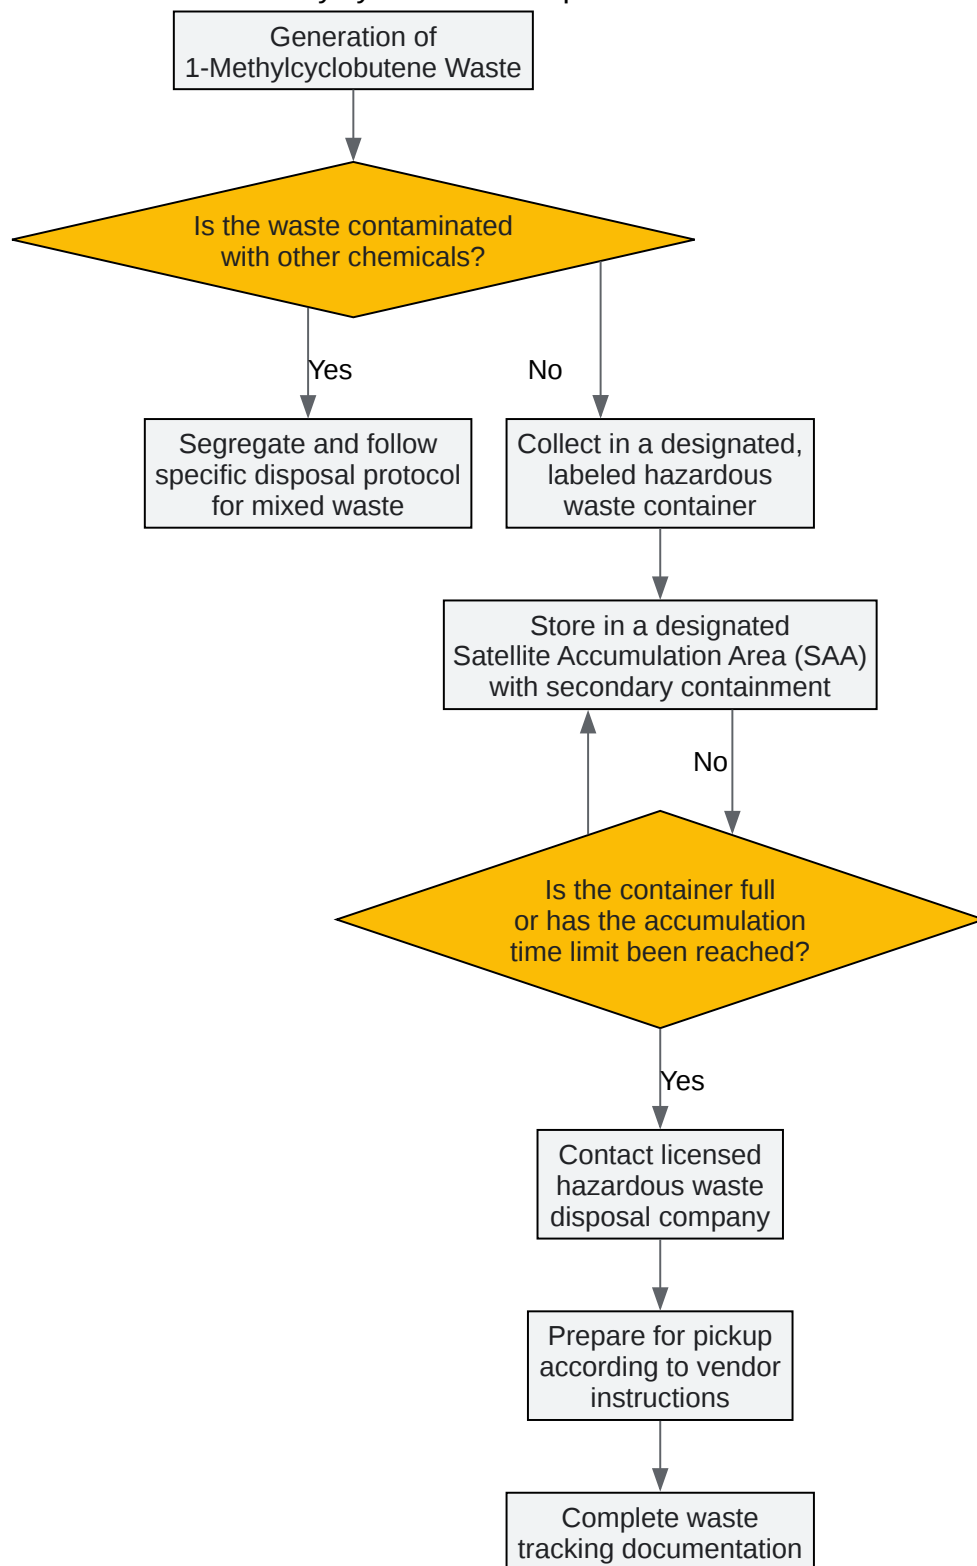 Generation of
1-Methylcyclobutene Waste
Is the waste contaminated
with other chemicals?
Yes
No
Segregate and follow
specific disposal protocol
for mixed waste
Collect in a designated,
labeled hazardous
waste container
Store in a designated
Satellite Accumulation Area (SAA)
with secondary containment
No
Is the container full
or has the accumulation
time limit been reached?
Yes
Contact licensed
hazardous waste
disposal company
Prepare for pickup
according to vendor
instructions
Complete waste
tracking documentation